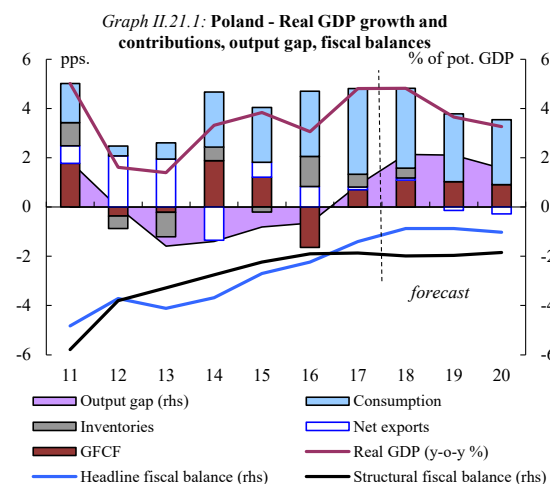 Graph II.21.1: Poland - Real GDP growth and
contributions, output gap, fiscal balances
pps.
% of pot. GDP
6
4
2
0
-2
-4
-6
6
4
2
0
-2
-4
-6
forecast
11 12 13 14 15 16 17 18 19 20
Output gap (rhs)
Consumption
Inventories
Net exports
GFCF
Real GDP (y-o-y %)
Headline fiscal balance (rhs)
Structural fiscal balance (rhs)